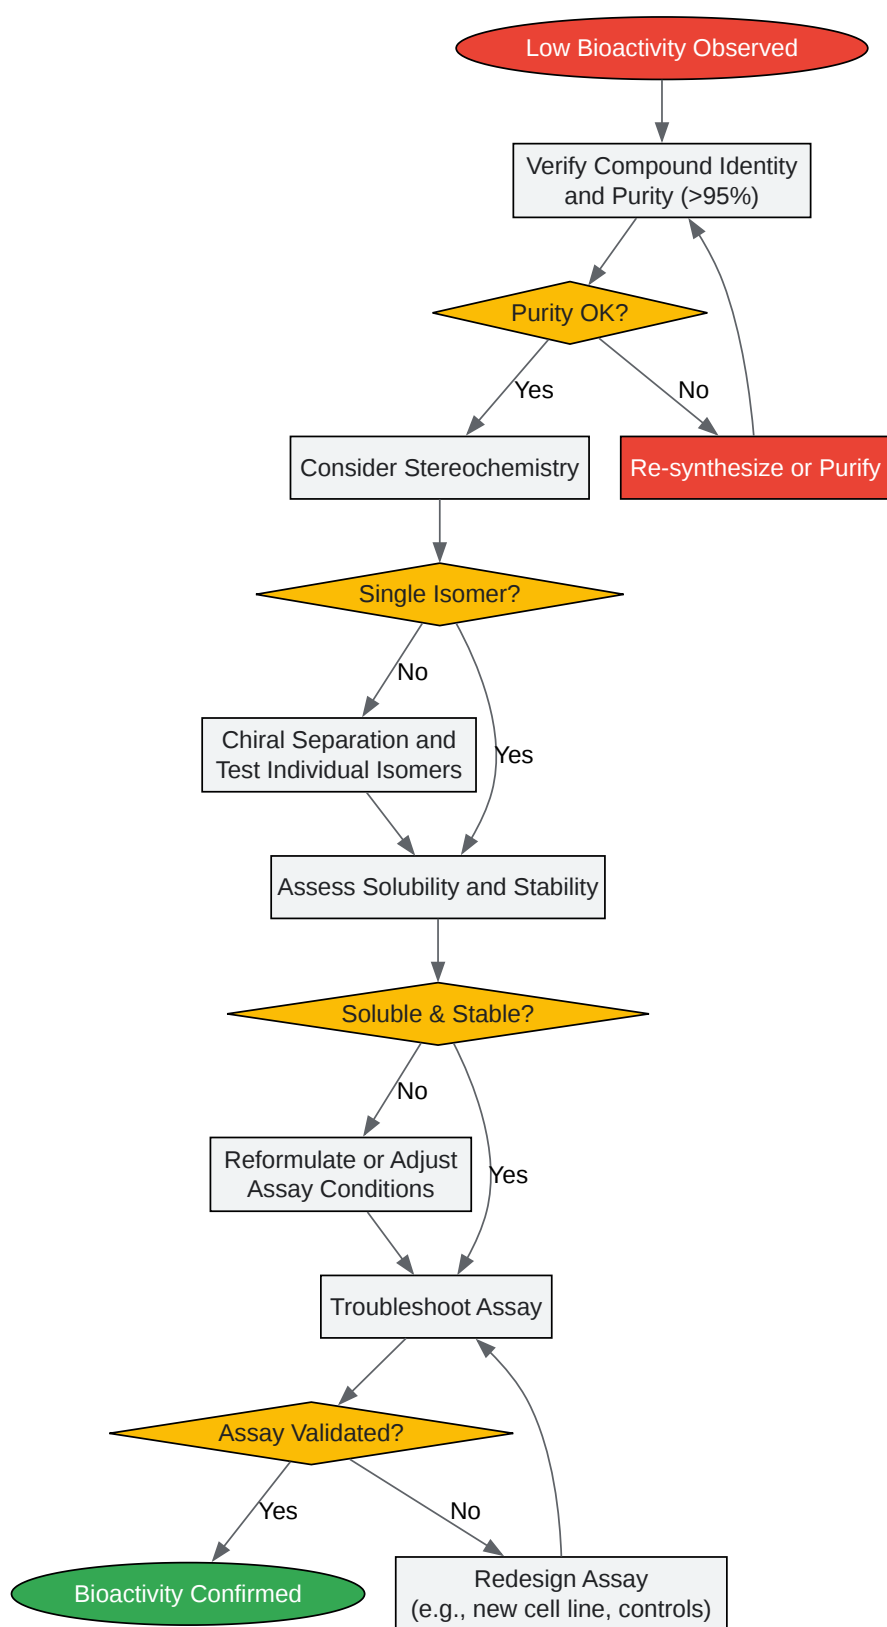 Low Bioactivity Observed
Verify Compound Identity
and Purity (>95%)
Purity OK?
Yes
No
Consider Stereochemistry
Re-synthesize or Purify
Single Isomer?
No
Chiral Separation and
Test Individual Isomers
Yes
Assess Solubility and Stability
Soluble & Stable?
No
Reformulate or Adjust
Assay Conditions
Yes
Troubleshoot Assay
Assay Validated?
Yes
No
Bioactivity Confirmed
Redesign Assay
(e.g., new cell line, controls)